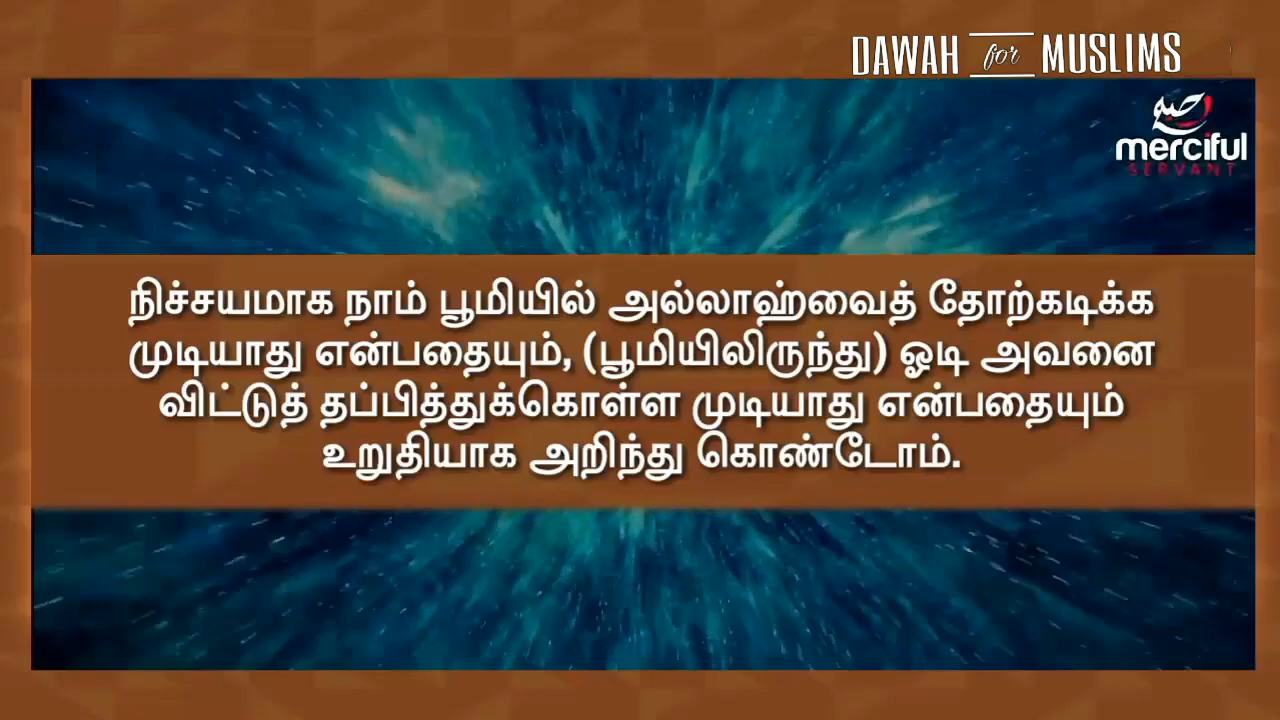 DAWAH for MUSLIMS
merciful
SERVANT
நிச்சயமாக நாம் பூமியில் அல்லாஹ்வைத் தோற்கடிக்க
முடியாது என்பதையும், (பூமியிலிருந்து) ஓடி அவனை
விட்டுத் தப்பித்துக்கொள்ள முடியாது என்பதையும்
உறுதியாக அறிந்து கொண்டோம்.